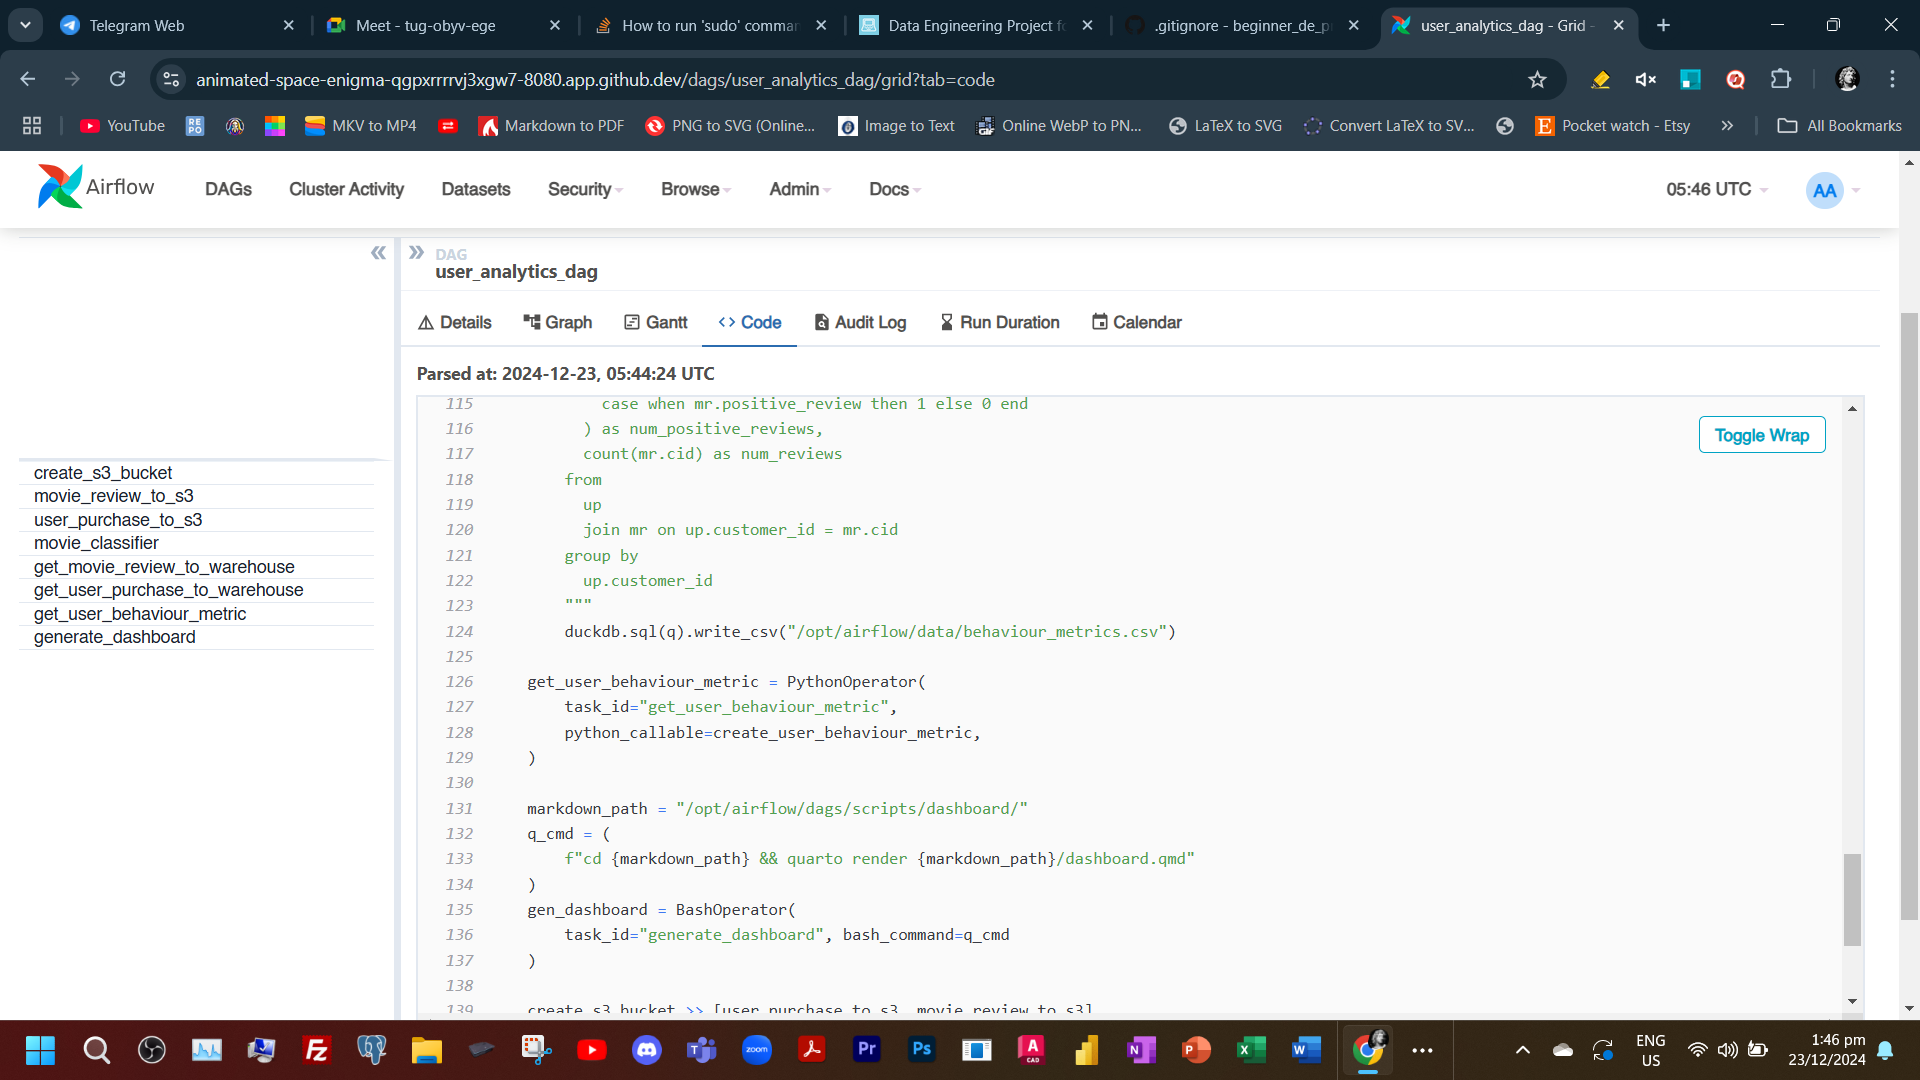 Telegram Web
Meet - tug-obyv-ege
How to run 'sudo' comman
Data Engineering Project fo
.gitignore - beginner_de_pr
user_analytics_dag - Grid -
animated-space-enigma-qgpxrrrrvj3xgw7-8080.app.github.dev/dags/user_analytics_dag/grid?tab=code
YouTube
RE
PO
MKV to MP4
Markdown to PDF
PNG to SVG (Online...
Image to Text
Online WebP to PN...
LaTeX to SVG
Convert LaTeX to SV...
Pocket watch - Etsy
All Bookmarks
Airflow
DAGs
Cluster Activity
Datasets
Security
Browse
Admin
Docs
05:46 UTC
AA
DAG
user_analytics_dag
Details
Graph
Gantt
Code
Audit Log
Run Duration
Calendar
Parsed at: 2024-12-23, 05:44:24 UTC
Toggle Wrap
create_s3_bucket
movie_review_to_s3
user_purchase_to_s3
movie_classifier
get_movie_review_to_warehouse
get_user_purchase_to_warehouse
get_user_behaviour_metric
generate_dashboard
115 case when mr.positive_review then 1 else 0 end
116 ) as num_positive_reviews,
117 count(mr.cid) as num_reviews
118 from
119 up
120 join mr on up.customer_id = mr.cid
121 group by
122 up.customer_id
123 """
124 duckdb.sql(q).write_csv("/opt/airflow/data/behaviour_metrics.csv")
125
126 get_user_behaviour_metric = PythonOperator(
127 task_id="get_user_behaviour_metric",
128 python_callable=create_user_behaviour_metric,
129 )
130
131 markdown_path = "/opt/airflow/dags/scripts/dashboard/"
132 q_cmd = (
133 f"cd {markdown_path} && quarto render {markdown_path}/dashboard.qmd"
134 )
135 gen_dashboard = BashOperator(
136 task_id="generate_dashboard", bash_command=q_cmd
137 )
138
139 create_s3_bucket >> [user_purchase_to_s3, movie_review_to_s3]
zoom
Pr
Ps
A
CAD
N
P
X
W
ENG
US
1:46 pm
23/12/2024